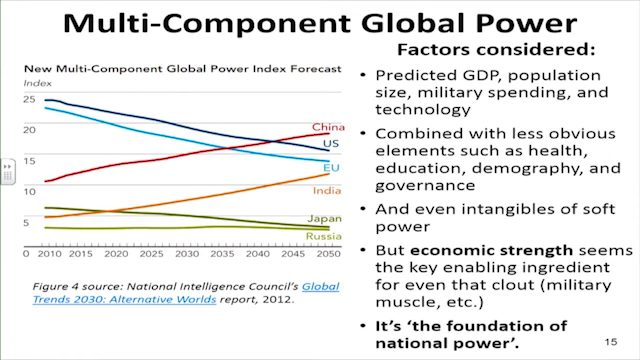 Multi-Component Global Power
New Multi-Component Global Power Index Forecast
Index
25
20
15
10
5
0
China
US
EU
India
Japan
Russia
2010 2015 2020 2025 2030 2035 2040 2045 2050
Figure 4 source: National Intelligence Council's Global
Trends 2030: Alternative Worlds report, 2012.
Factors considered:
• Predicted GDP, population
size, military spending, and
technology
• Combined with less obvious
elements such as health,
education, demography, and
governance
• And even intangibles of soft
power
• But economic strength seems
the key enabling ingredient
for even that clout (military
muscle, etc.)
• It's 'the foundation of
national power'.
15